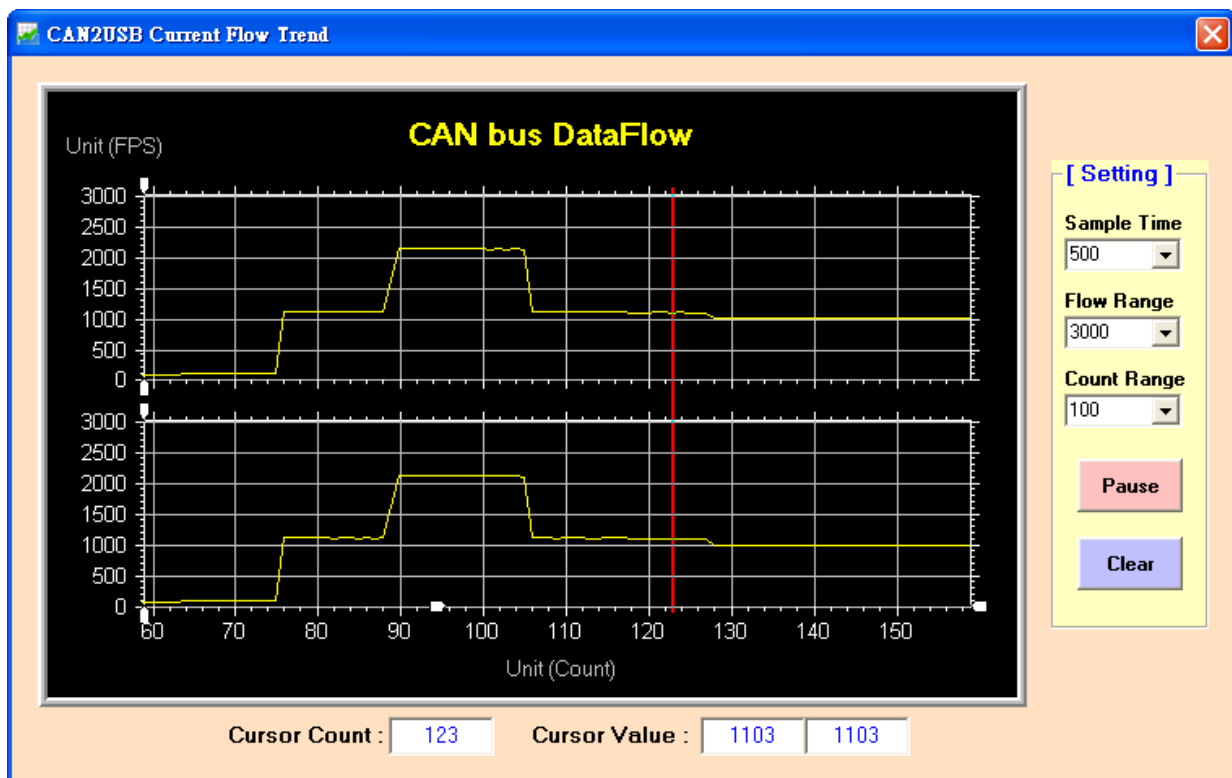 CAN2USB Current Flow Trend
CAN bus DataFlow
Unit (FPS)
3000
2500
2000
1500
1000
500
0
3000
2500
2000
1500
1000
500
0
60 70 80 90 100 110 120 130 140 150
Unit (Count)
Cursor Count : 123 Cursor Value : 1103 1103
[ Setting ]
Sample Time
500
Flow Range
3000
Count Range
100
Pause
Clear